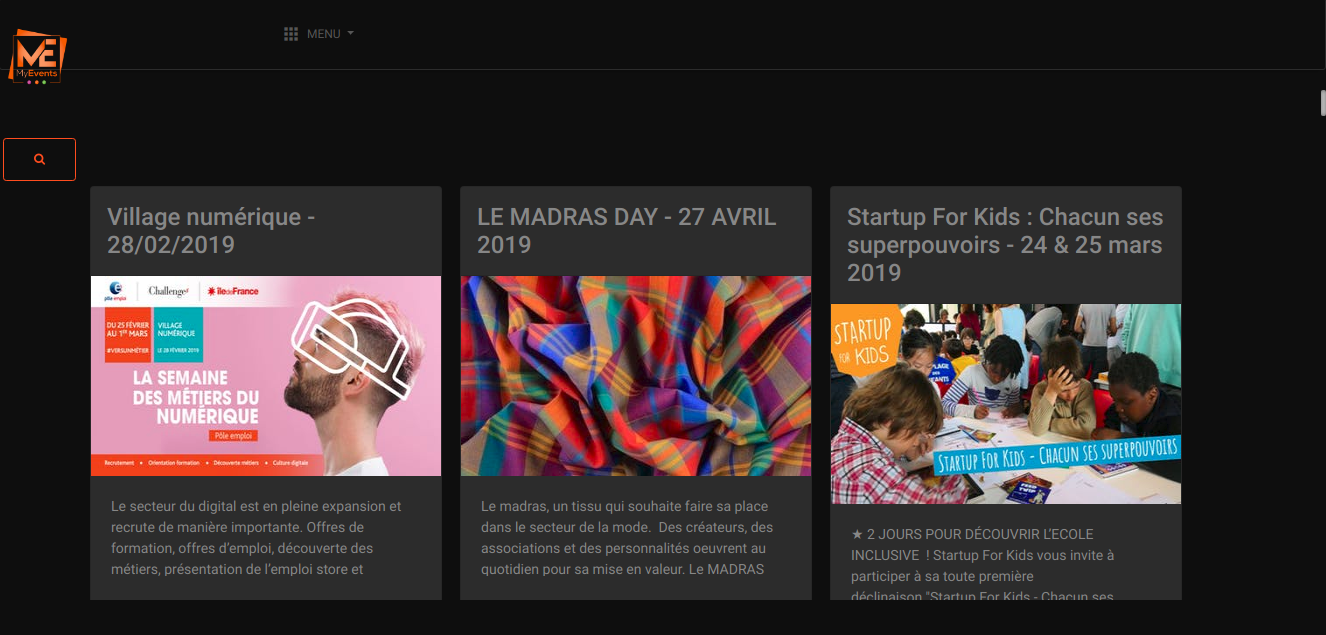 MENU
ME
MyEvents
Village numérique -
28/02/2019
pôle emploi
Challenges
île de France
DU 25 FÉVRIER
AU 1ER MARS
#VERSUNMÉTIER
VILLAGE
NUMÉRIQUE
LE 28 FÉVRIER 2019
LA SEMAINE
DES MÉTIERS DU
NUMÉRIQUE
Pôle emploi
Recrutement • Orientation formation • Découverte métiers • Culture digitale
Le secteur du digital est en pleine expansion et
recrute de manière importante. Offres de
formation, offres d'emploi, découverte des
métiers, présentation de l'emploi store et
LE MADRAS DAY - 27 AVRIL
2019
Le madras, un tissu qui souhaite faire sa place
dans le secteur de la mode.  Des créateurs, des
associations et des personnalités oeuvrent au
quotidien pour sa mise en valeur. Le MADRAS
Startup For Kids : Chacun ses
superpouvoirs - 24 & 25 mars
2019
STARTUP
FOR KIDS
STARTUP FOR KIDS - CHACUN SES SUPERPOUVOIRS
★ 2 JOURS POUR DÉCOUVRIR L'ECOLE
INCLUSIVE  ! Startup For Kids vous invite à
participer à sa toute première
déclinaison "Startup For Kids - Chacun ses